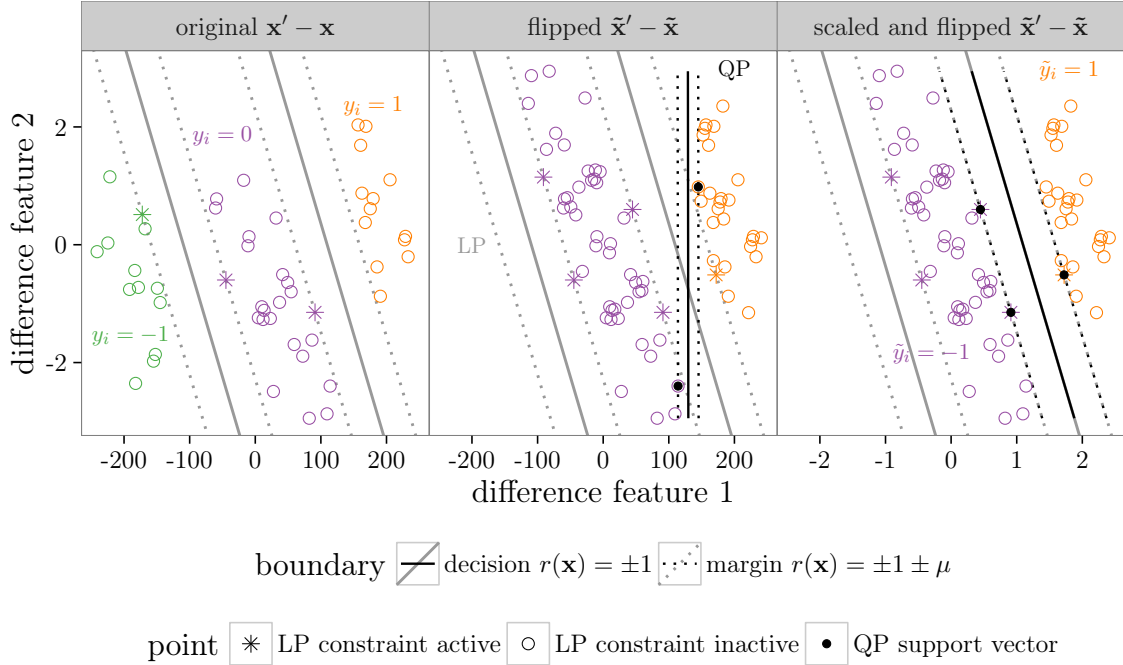 original x′ − x
flipped x̃′ − x̃
scaled and flipped x̃′ − x̃
difference feature 2
2
0
-2
y_i = 1
y_i = 0
y_i = −1
LP
QP
ỹ_i = 1
ỹ_i = −1
-200 -100 0 100 200
-200 -100 0 100 200
-2 -1 0 1 2
difference feature 1
boundary decision r(x) = ±1 margin r(x) = ±1 ± μ
point LP constraint active LP constraint inactive QP support vector